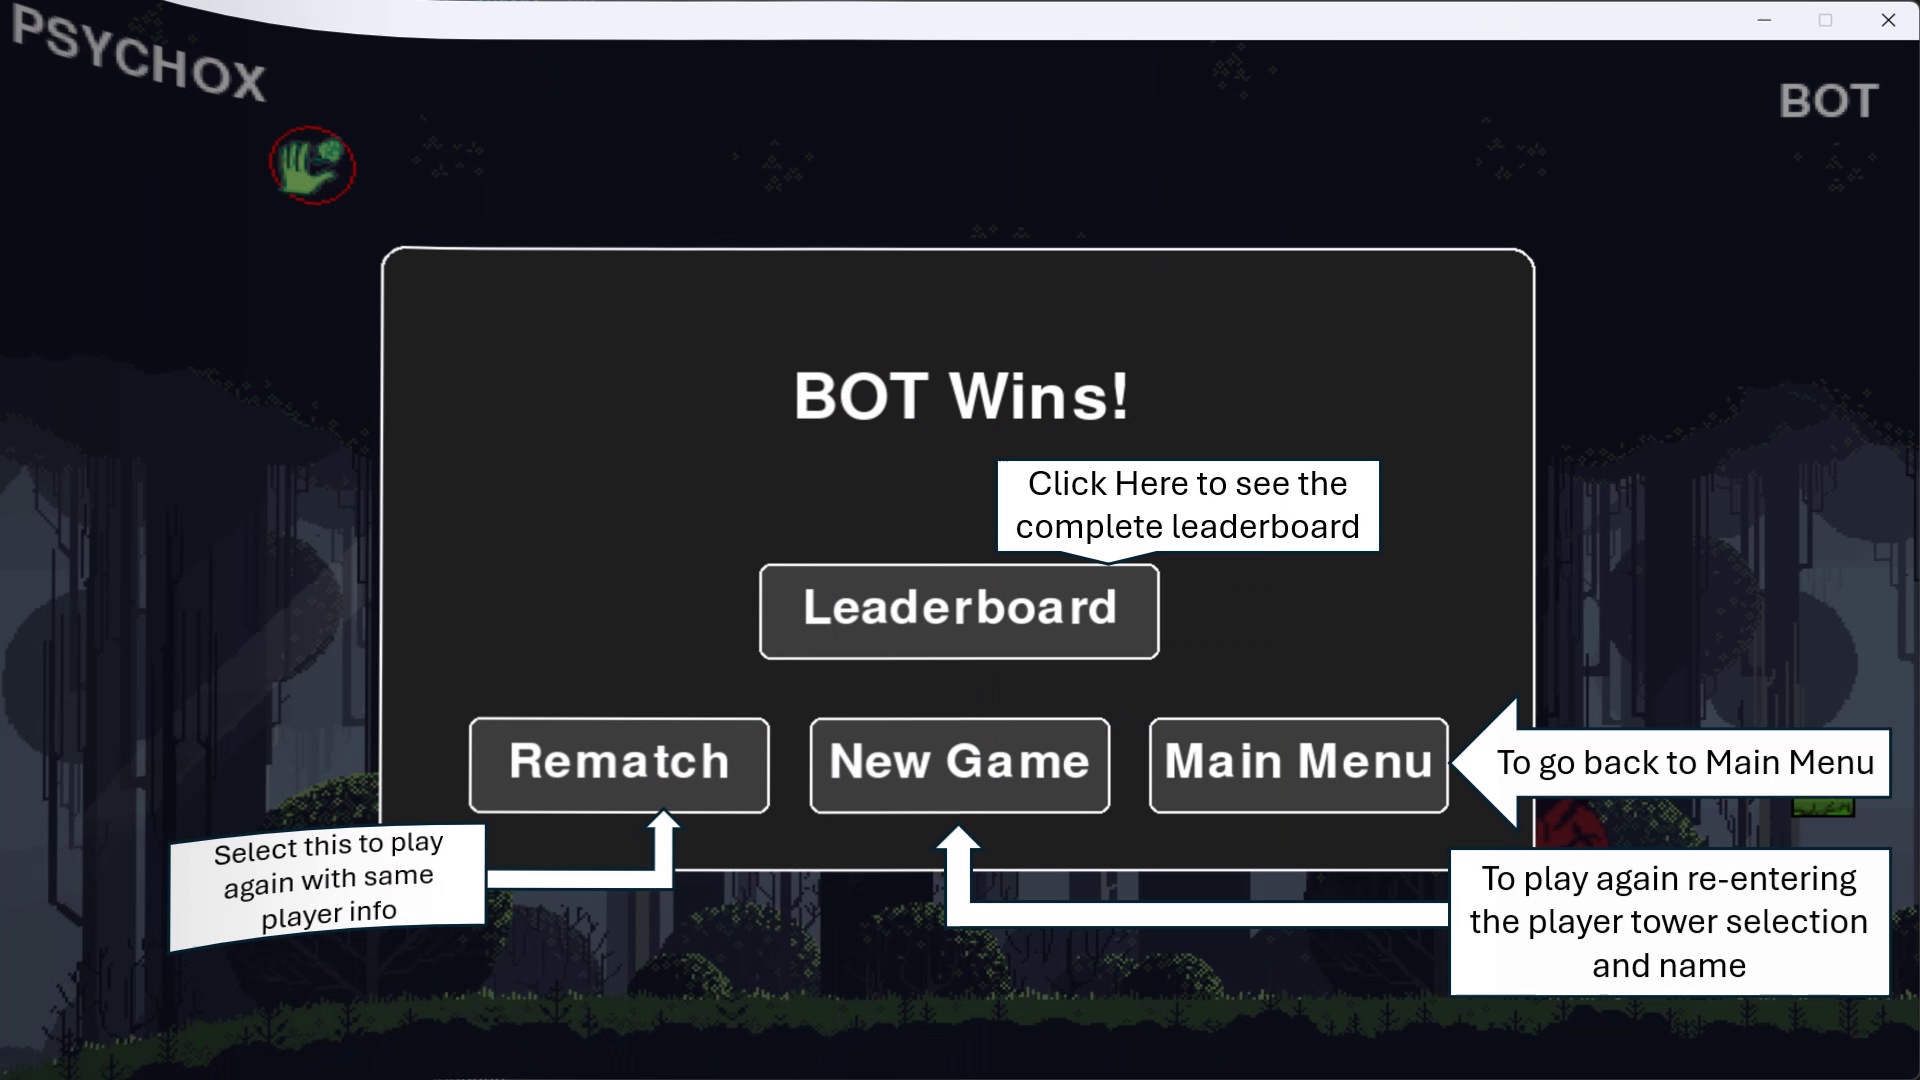 PSYCHOX
BOT
BOT Wins!
Click Here to see the
complete leaderboard
Leaderboard
Rematch
New Game
Main Menu
To go back to Main Menu
Select this to play
again with same
player info
To play again re-entering
the player tower selection
and name